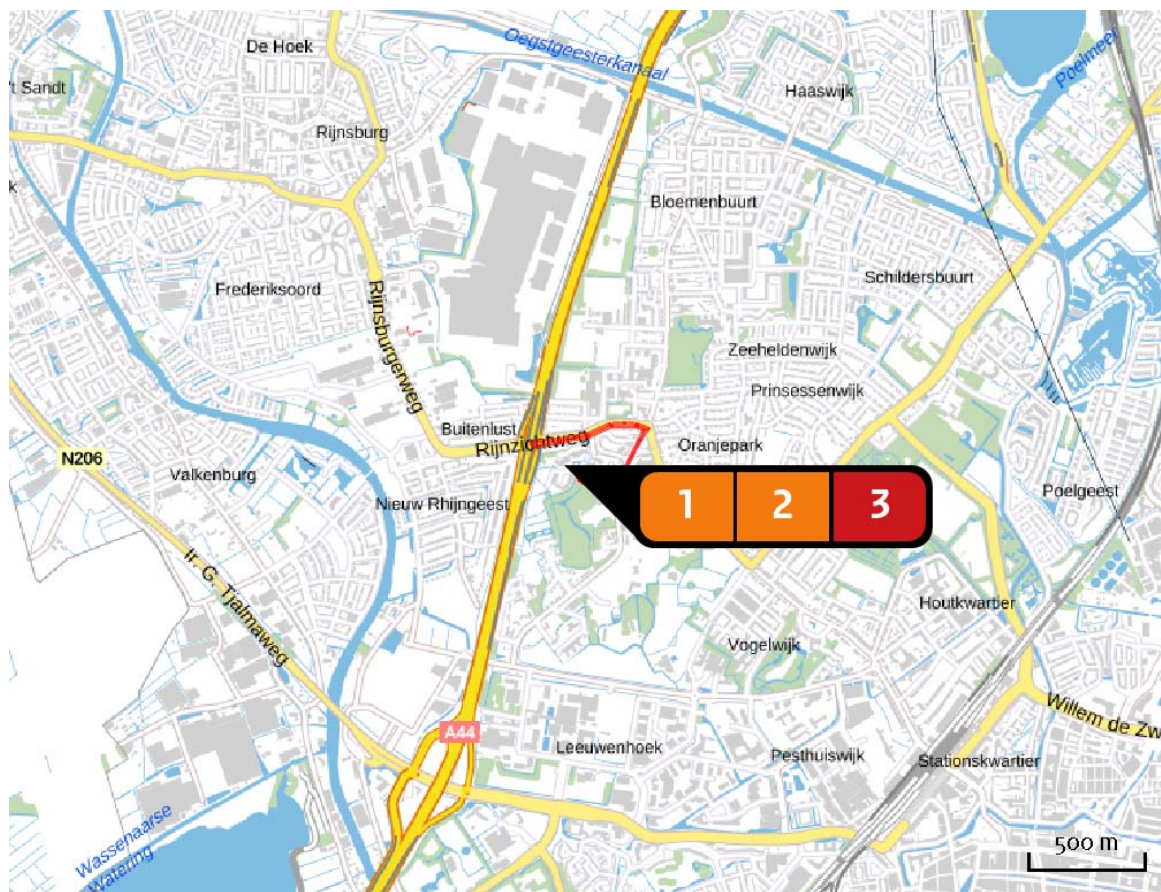 De Hoek
Oegstgeesterkanaal
Poelmeer
't Sandt
Haaswijk
Rijnsburg
k
Bloemenbuurt
Schildersbuurt
Frederiksoord
Rijnsburgerweg
Zeeheldenwijk
Prinsessenwijk
Buitenlust
Rijnzichtweg
Oranjepark
N206
Valkenburg
Nieuw Rhijngeest
1 2 3
Poelgeest
Ir. G. Tjalmaweg
Houtkwartier
Vogelwijk
Willem de Zw
A44
Leeuwenhoek
Pesthuiswijk
Stationskwartier
Wassenaarse
Watering
500 m